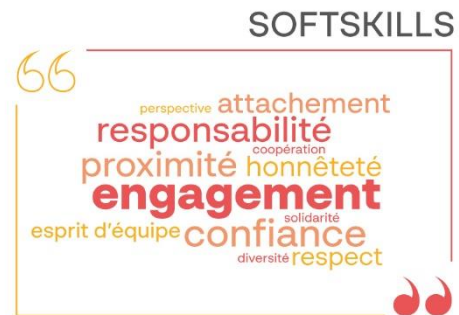 SOFTSKILLS
“
perspective attachement
responsabilité
coopération
proximité honnêteté
engagement
solidarité
esprit d'équipe confiance
diversité respect
”